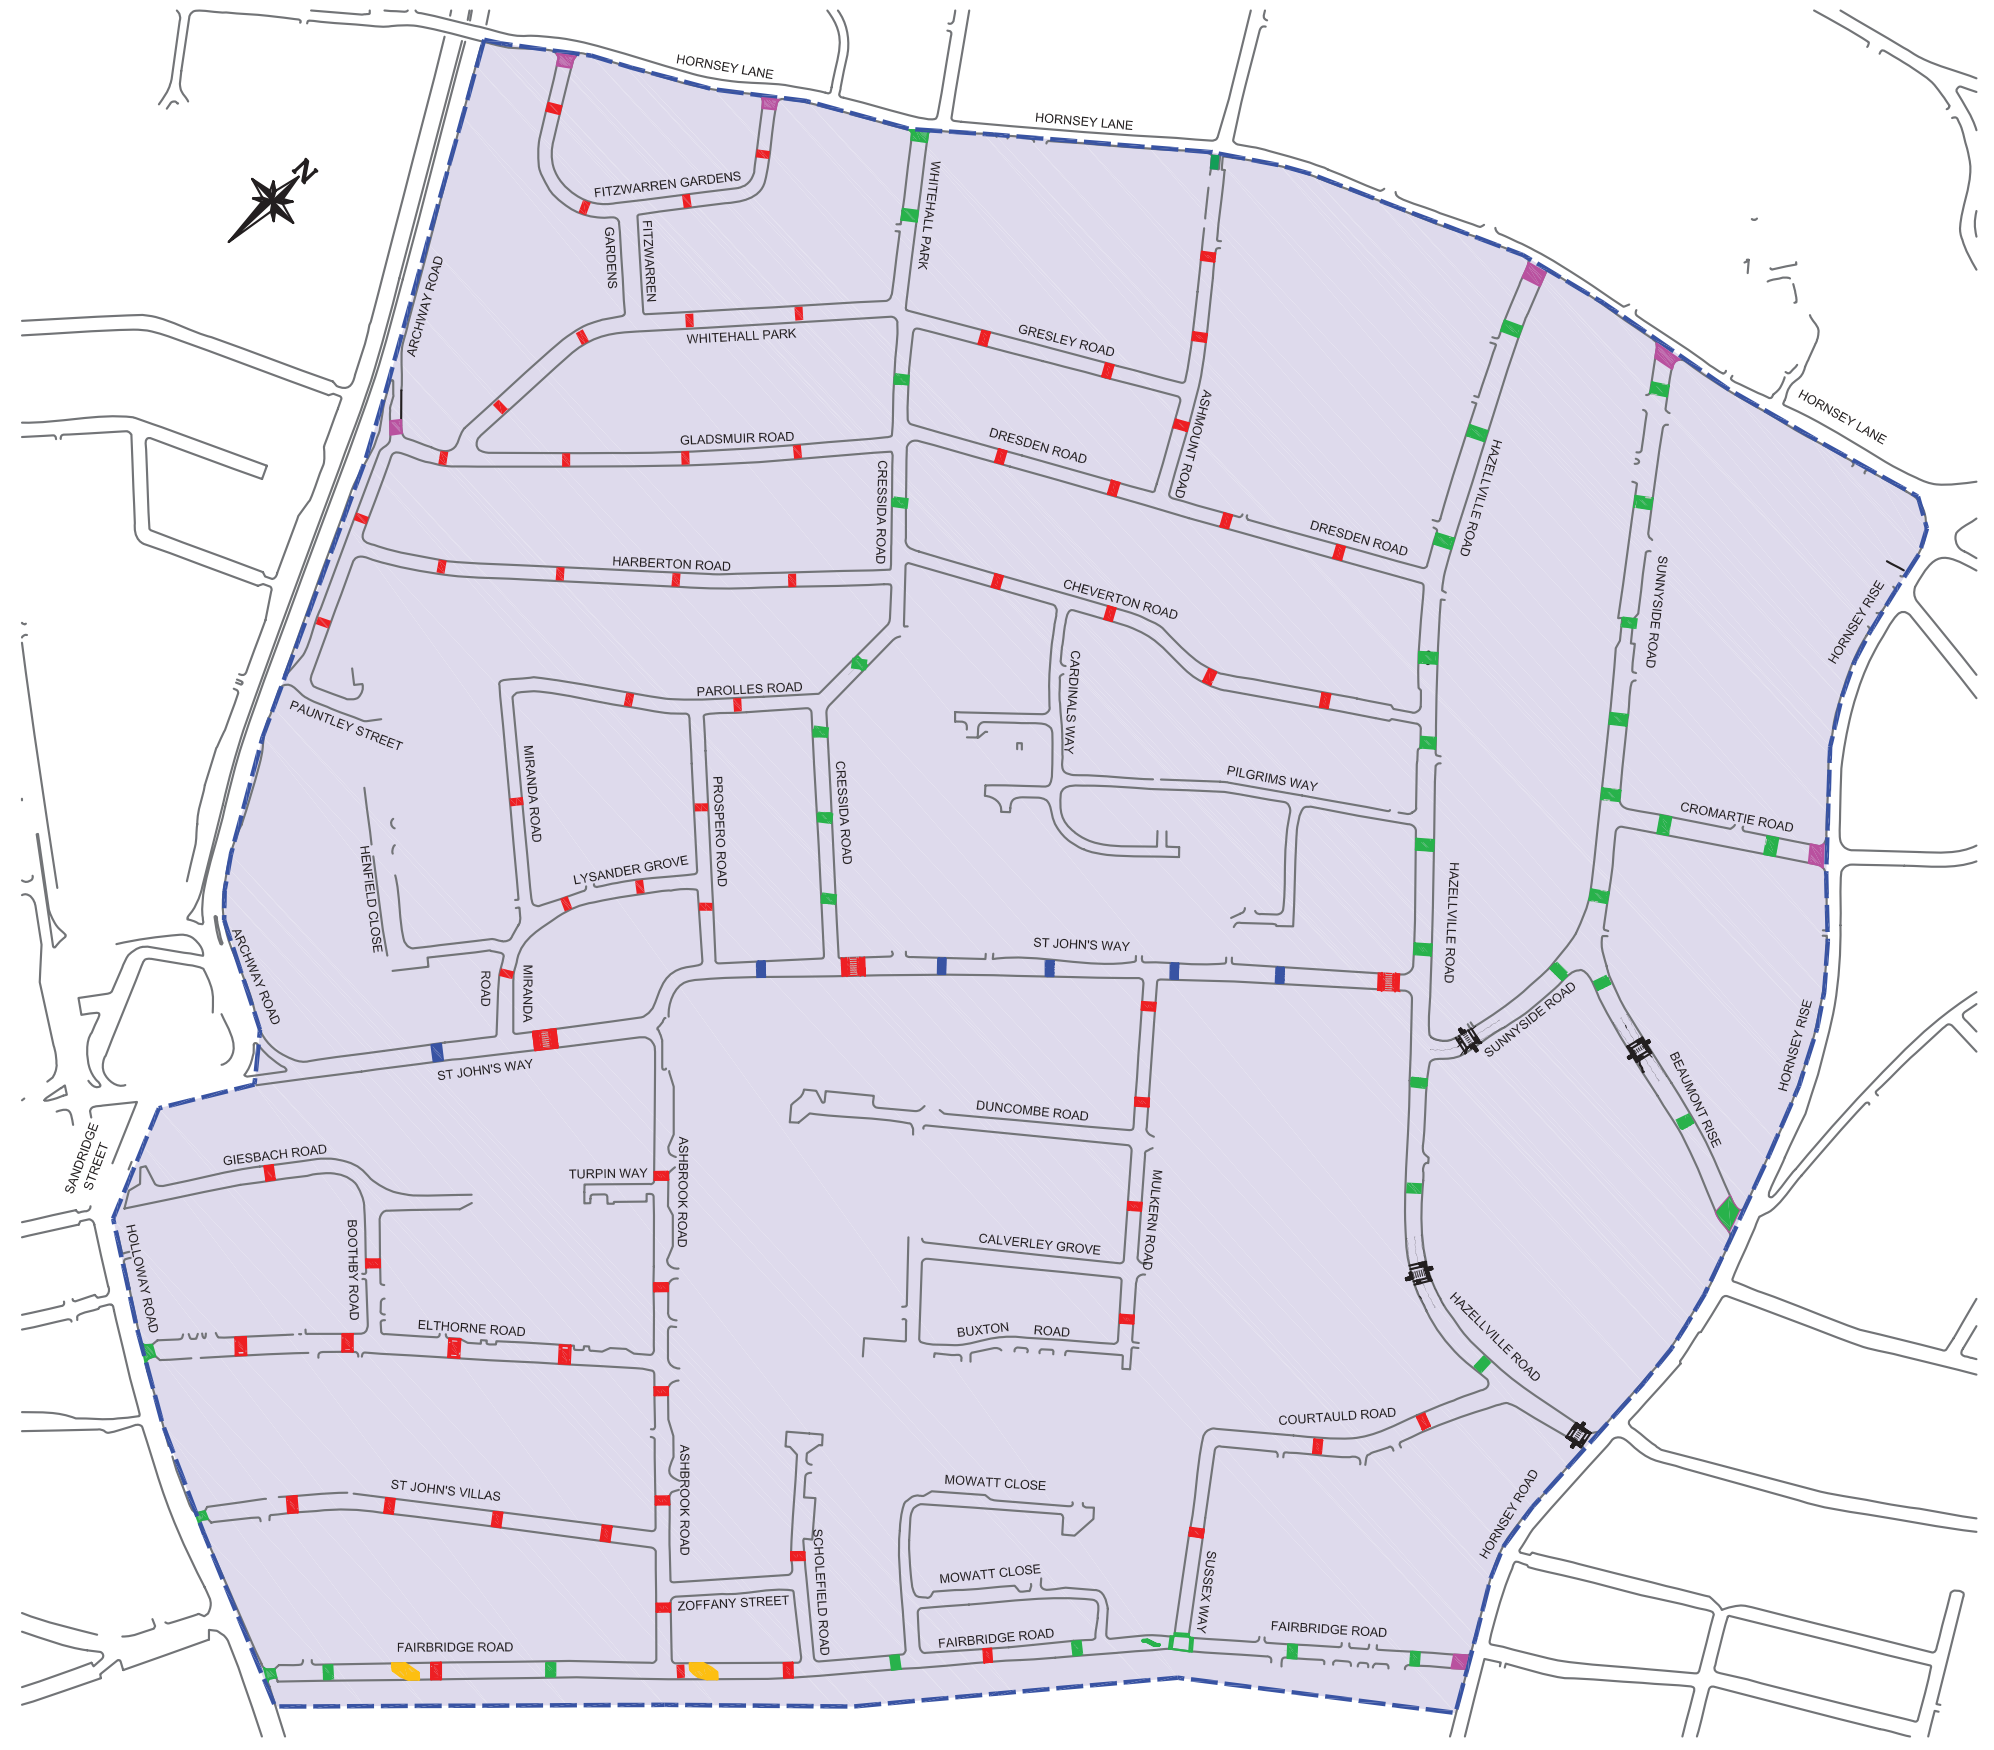 HORNSEY LANE
HORNSEY LANE
N
WHITEHALL PARK
FITZWARREN GARDENS
GARDENS
FITZWARREN
ARCHWAY ROAD
WHITEHALL PARK
GRESLEY ROAD
HORNSEY LANE
ASHMOUNT ROAD
GLADSMUIR ROAD
DRESDEN ROAD
HAZELLVILLE ROAD
CRESSIDA ROAD
DRESDEN ROAD
HARBERTON ROAD
CHEVERTON ROAD
SUNNYSIDE ROAD
HORNSEY RISE
CARDINALS WAY
PAROLLES ROAD
PAUNTLEY STREET
MIRANDA ROAD
PROSPERO ROAD
CRESSIDA ROAD
PILGRIMS WAY
CROMARTIE ROAD
HENFIELD CLOSE
LYSANDER GROVE
HAZELLVILLE ROAD
ARCHWAY ROAD
ST JOHN'S WAY
ROAD
MIRANDA
SUNNYSIDE ROAD
HORNSEY RISE
ST JOHN'S WAY
BEAUMONT RISE
DUNCOMBE ROAD
SANDRIDGE
STREET
GIESBACH ROAD
TURPIN WAY
ASHBROOK ROAD
MULKERN ROAD
HOLLOWAY ROAD
BOOTHBY ROAD
CALVERLEY GROVE
ELTHORNE ROAD
BUXTON ROAD
HAZELLVILLE ROAD
COURTAULD ROAD
ST JOHN'S VILLAS
ASHBROOK ROAD
MOWATT CLOSE
HORNSEY ROAD
SCHOLEFIELD ROAD
MOWATT CLOSE
SUSSEX WAY
ZOFFANY STREET
FAIRBRIDGE ROAD
FAIRBRIDGE ROAD
FAIRBRIDGE ROAD